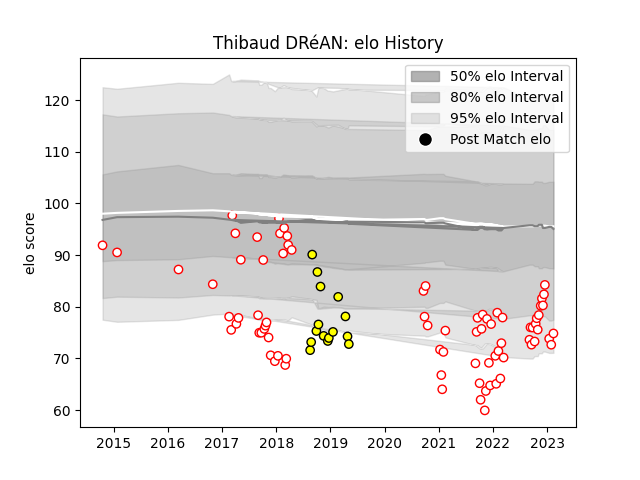 Thibaud DRéAN: elo History
50% elo Interval
80% elo Interval
95% elo Interval
Post Match elo
elo score
120
110
100
90
80
70
60
2015 2016 2017 2018 2019 2020 2021 2022 2023